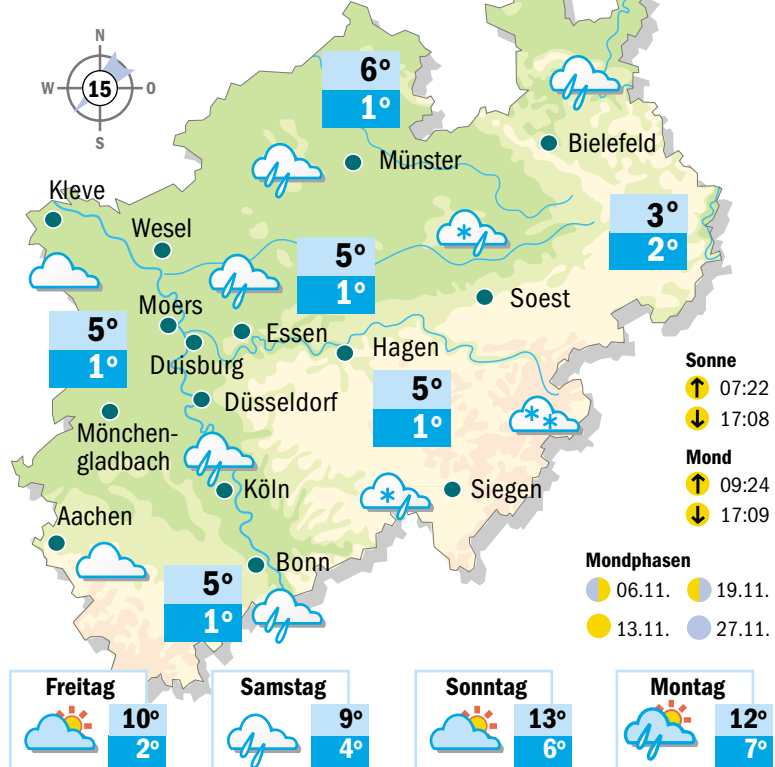 N
W 15 O
S
6°
1°
Bielefeld
Münster
Kleve
Wesel
3°
2°
5°
1°
Soest
Moers
5°
1°
Essen
Hagen
Duisburg
Düsseldorf
5°
1°
Mönchen-
gladbach
Köln
Siegen
Aachen
Bonn
5°
1°
Sonne
↑ 07:22
↓ 17:08
Mond
↑ 09:24
↓ 17:09
Mondphasen
06.11. 19.11.
13.11. 27.11.
Freitag
10°
2°
Samstag
9°
4°
Sonntag
13°
6°
Montag
12°
7°